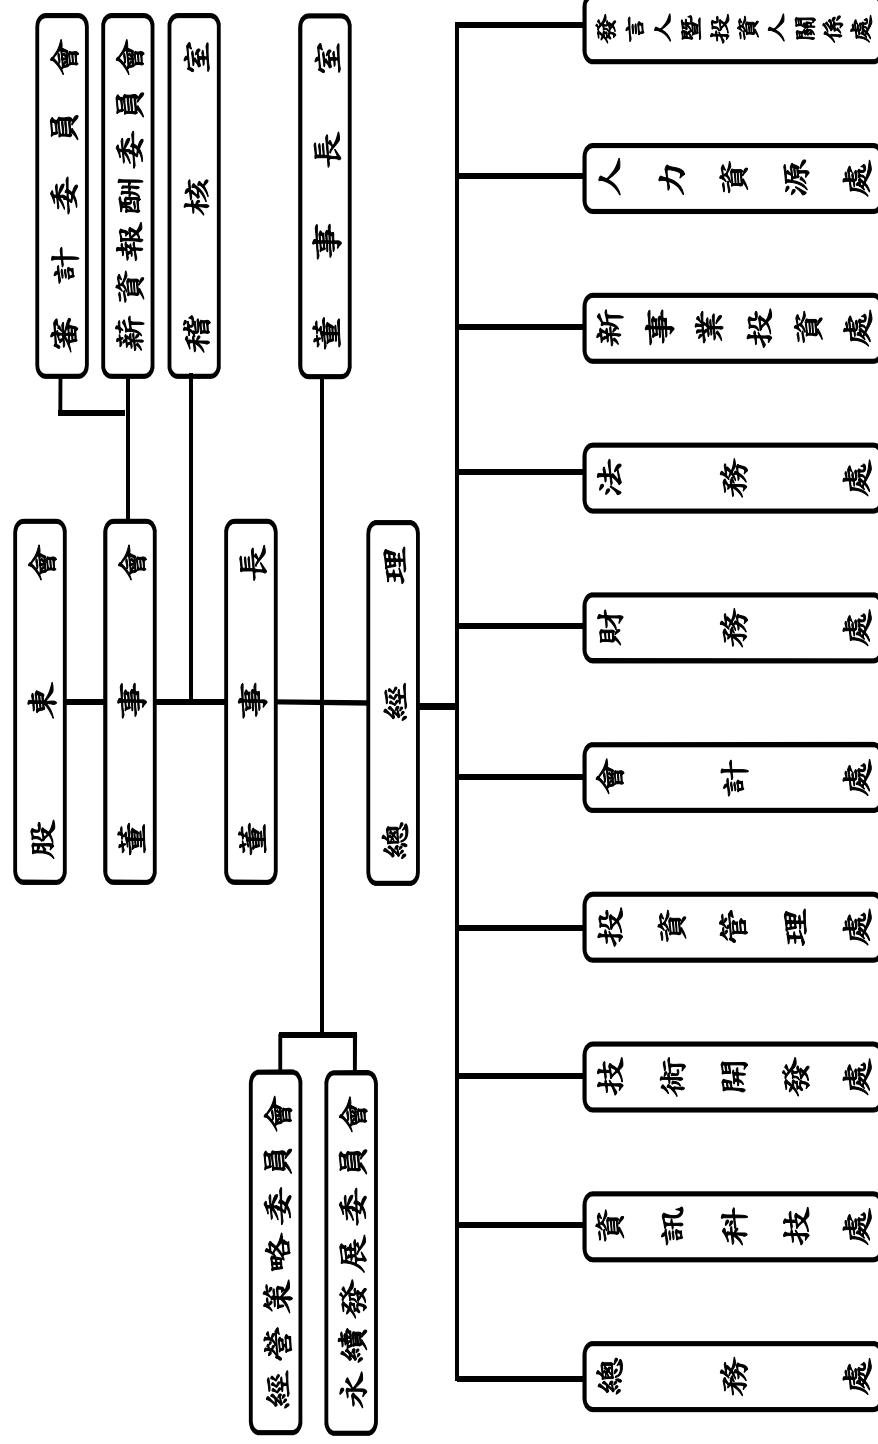 股東會
審計委員會
董事會
薪資報酬委員會
稽核室
董事長
經營策略委員會
董事長室
永續發展委員會
總經理
總務處
資訊科技處
技術開發處
投資管理處
會計處
財務處
法務處
新事業投資處
人力資源處
發言人暨投資人關係處